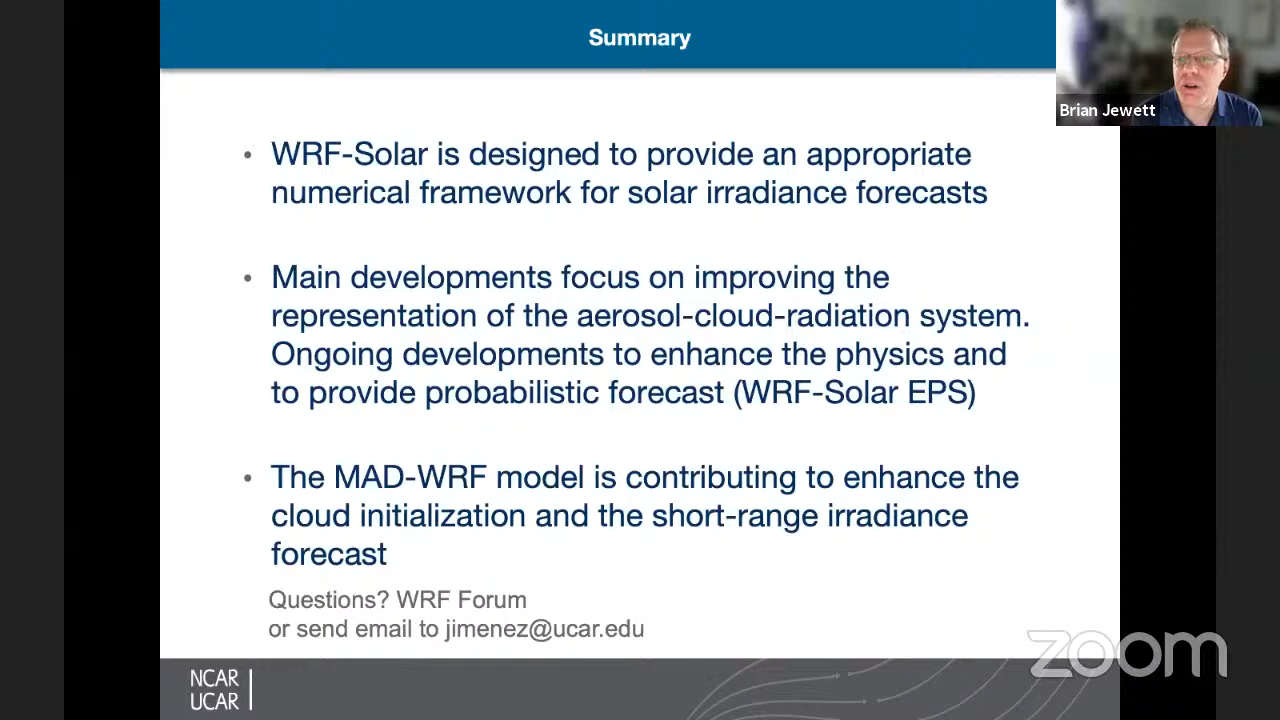 Summary
Brian Jewett
• WRF-Solar is designed to provide an appropriate
numerical framework for solar irradiance forecasts
• Main developments focus on improving the
representation of the aerosol-cloud-radiation system.
Ongoing developments to enhance the physics and
to provide probabilistic forecast (WRF-Solar EPS)
• The MAD-WRF model is contributing to enhance the
cloud initialization and the short-range irradiance
forecast
Questions? WRF Forum
or send email to jimenez@ucar.edu
zoom
NCAR
UCAR